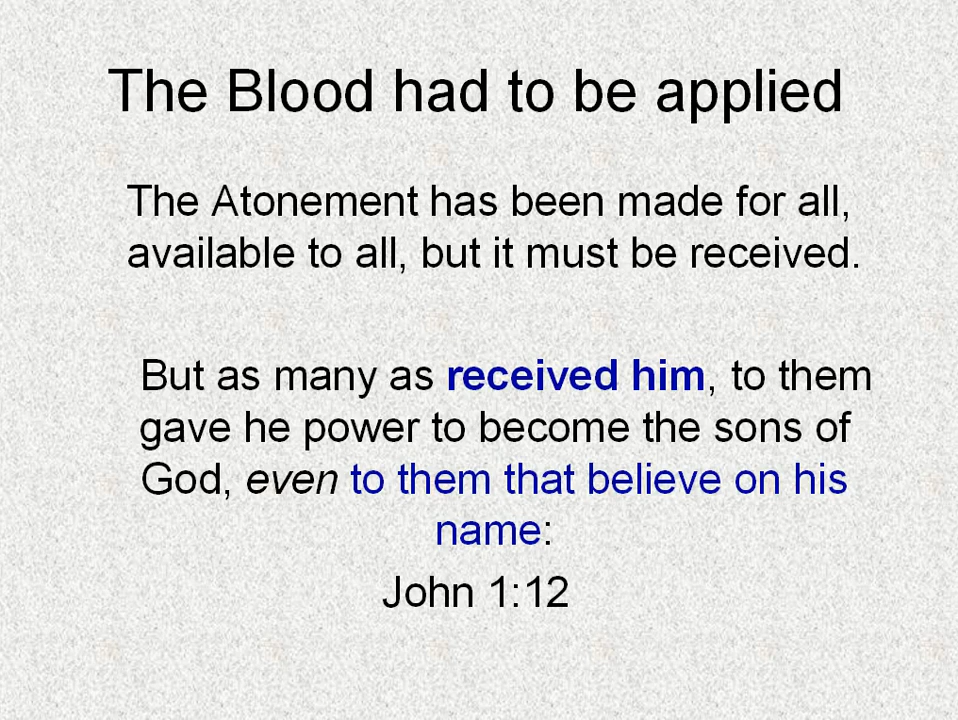 The Blood had to be applied
The Atonement has been made for all,
available to all, but it must be received.
But as many as received him, to them
gave he power to become the sons of
God, even to them that believe on his
name:
John 1:12